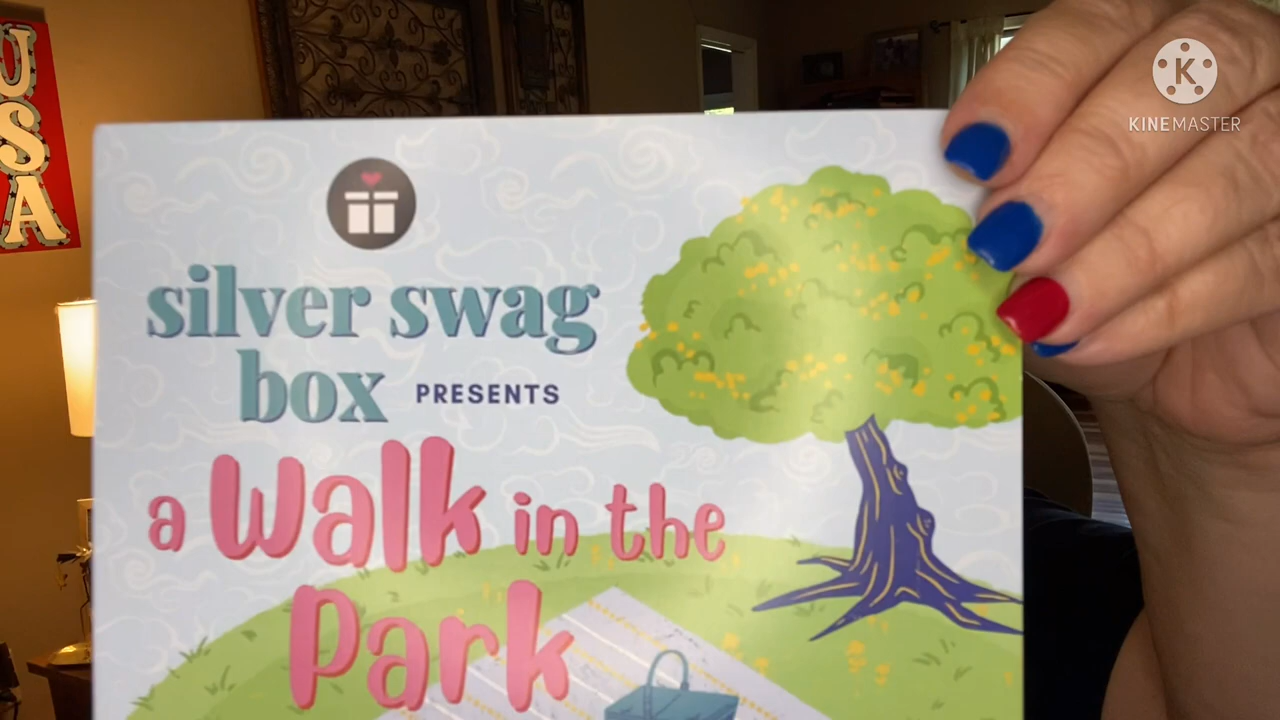 USA
K
KINEMASTER
silver swag
box PRESENTS
a Walk in the
Park